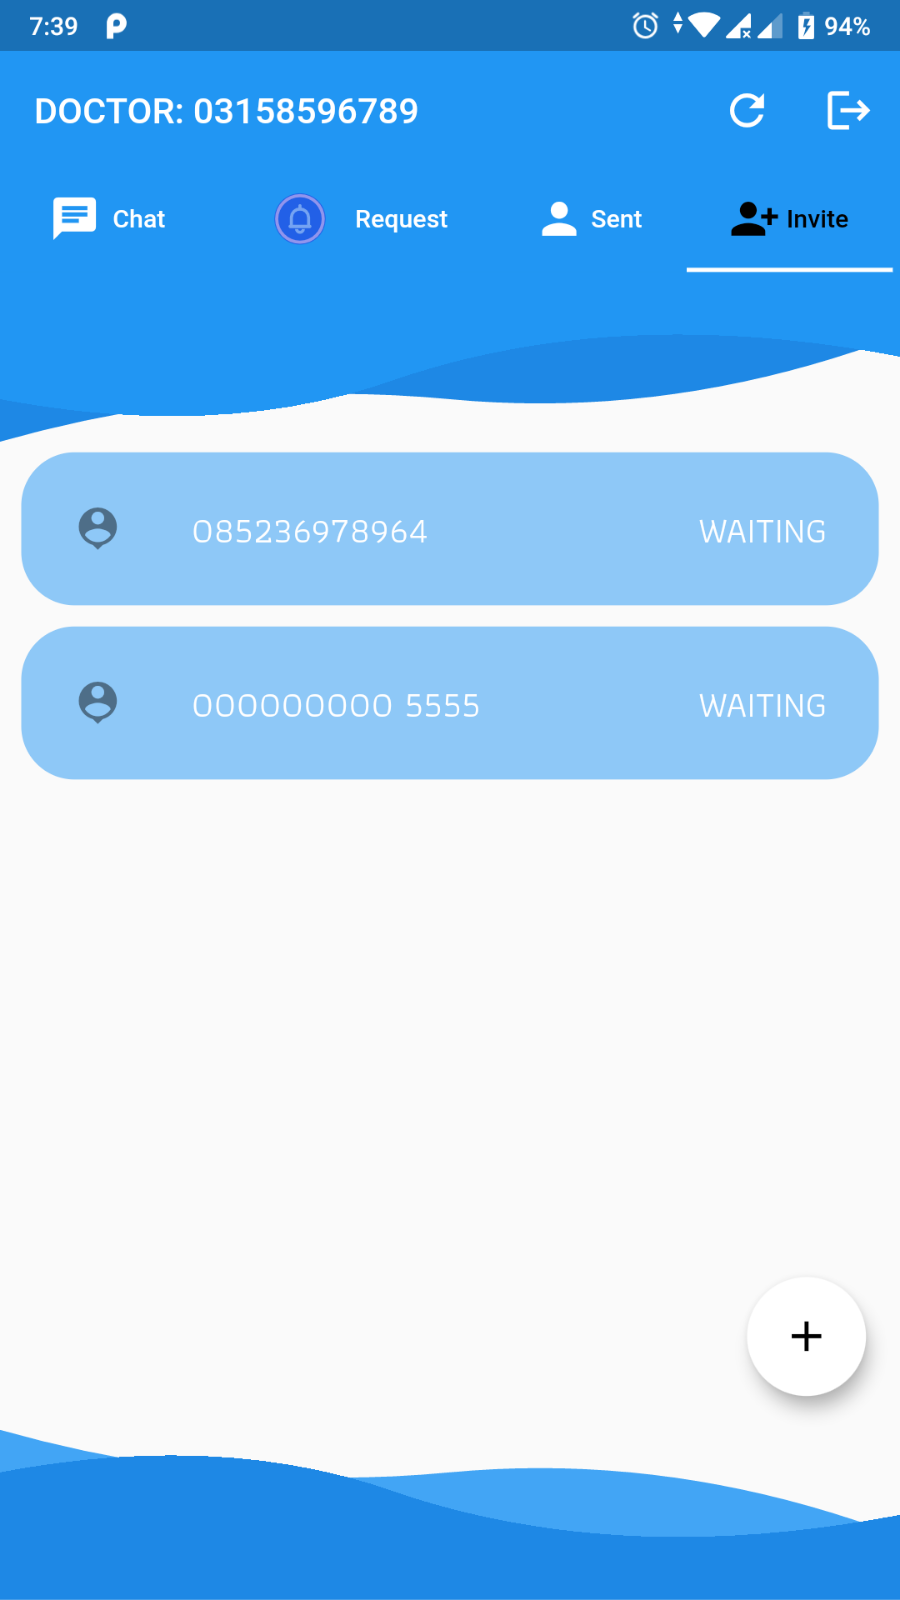 7:39 94%
DOCTOR: 03158596789
Chat Request Sent Invite
085236978964 WAITING
000000000 5555 WAITING